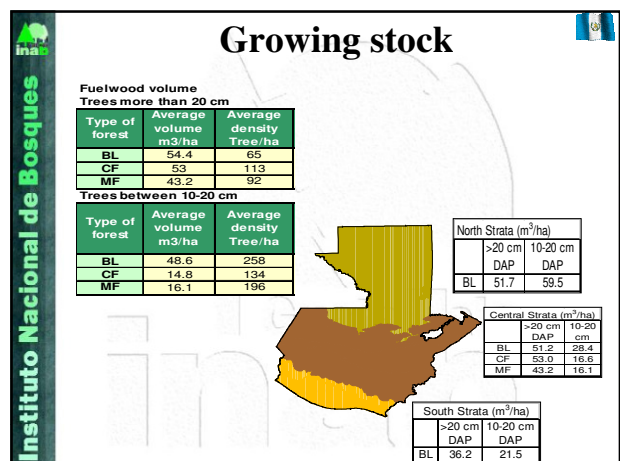 Growing stock
inab
Instituto Nacional de Bosques
Fuelwood volume
Trees more than 20 cm
Type of forest Average volume m3/ha Average density Tree/ha
BL 54.4 65
CF 53 113
MF 43.2 92
Trees between 10-20 cm
Type of forest Average volume m3/ha Average density Tree/ha
BL 48.6 258
CF 14.8 134
MF 16.1 196
North Strata (m³/ha)
>20 cm DAP 10-20 cm DAP
BL 51.7 59.5
Central Strata (m³/ha)
>20 cm DAP 10-20 cm
BL 51.2 28.4
CF 53.0 16.6
MF 43.2 16.1
South Strata (m³/ha)
>20 cm DAP 10-20 cm DAP
BL 36.2 21.5
inab